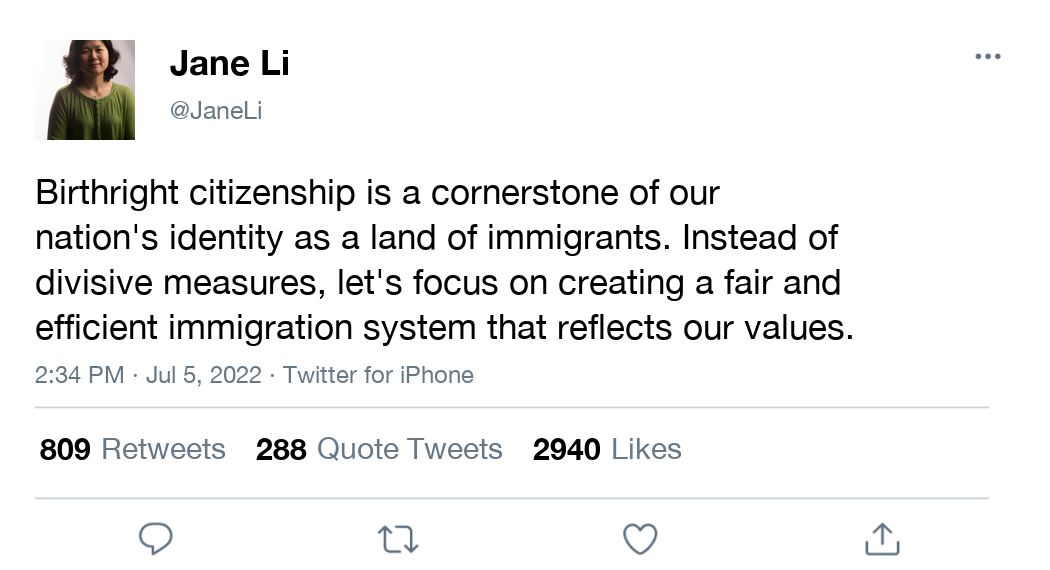 Jane Li
@JaneLi
Birthright citizenship is a cornerstone of our
nation's identity as a land of immigrants. Instead of
divisive measures, let's focus on creating a fair and
efficient immigration system that reflects our values.
2:34 PM · Jul 5, 2022 · Twitter for iPhone
809 Retweets 288 Quote Tweets 2940 Likes